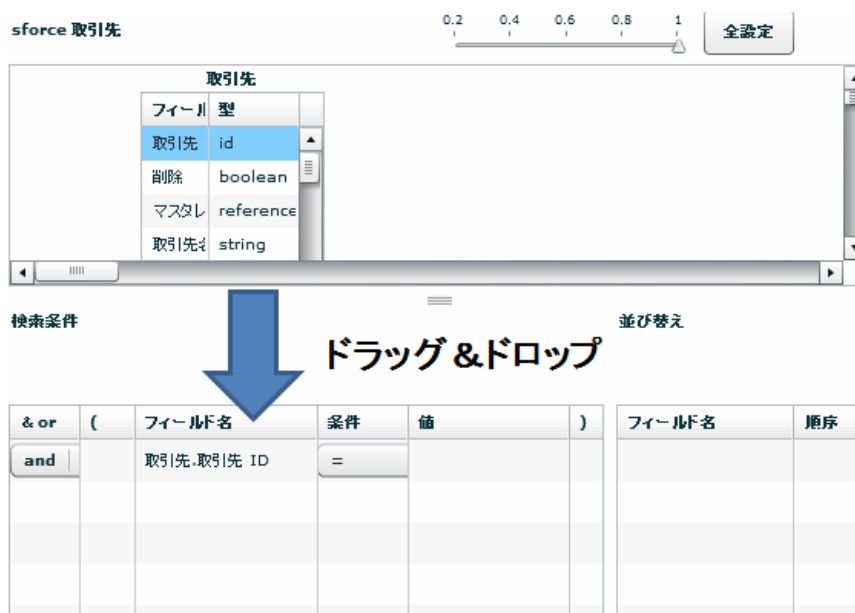 sforce 取引先
0.2 0.4 0.6 0.8 1
全設定
取引先
フィール 型
取引先 id
削除 boolean
マスタレ reference
取引先名 string
検索条件
ドラッグ&ドロップ
並び替え
& or ( フィールド名 条件 値 ) フィールド名 順序
and 取引先.取引先 ID =